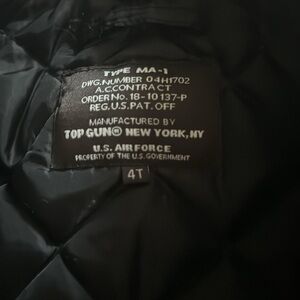 TYPE MA-1
DWG.NUMBER 04H1702
A.C.CONTRACT
ORDER No. 18-10137-P
REG.U.S.PAT. OFF
MANUFACTURED BY
TOP GUN® NEW YORK,NY
U.S. AIR FORCE
PROPERTY OF THE U.S.GOVERNMENT
4T